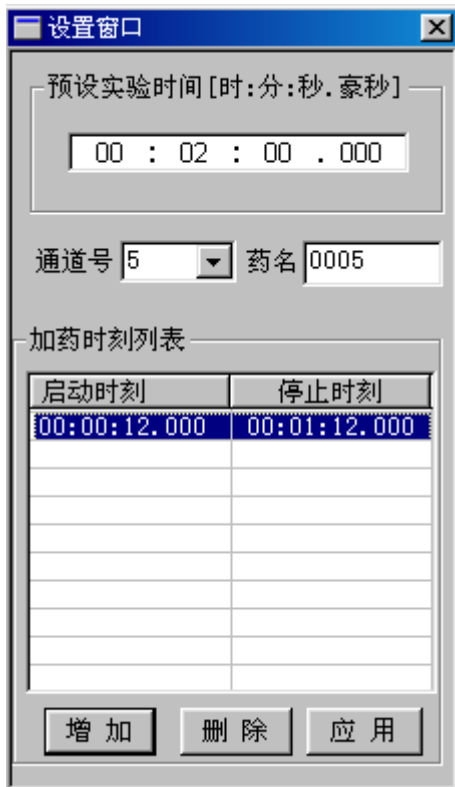 设置窗口
预设实验时间[时:分:秒.豪秒]
00 : 02 : 00 . 000
通道号 5 药名 0005
加药时刻列表
启动时刻 停止时刻
00:00:12.000 00:01:12.000
增 加 删 除 应 用